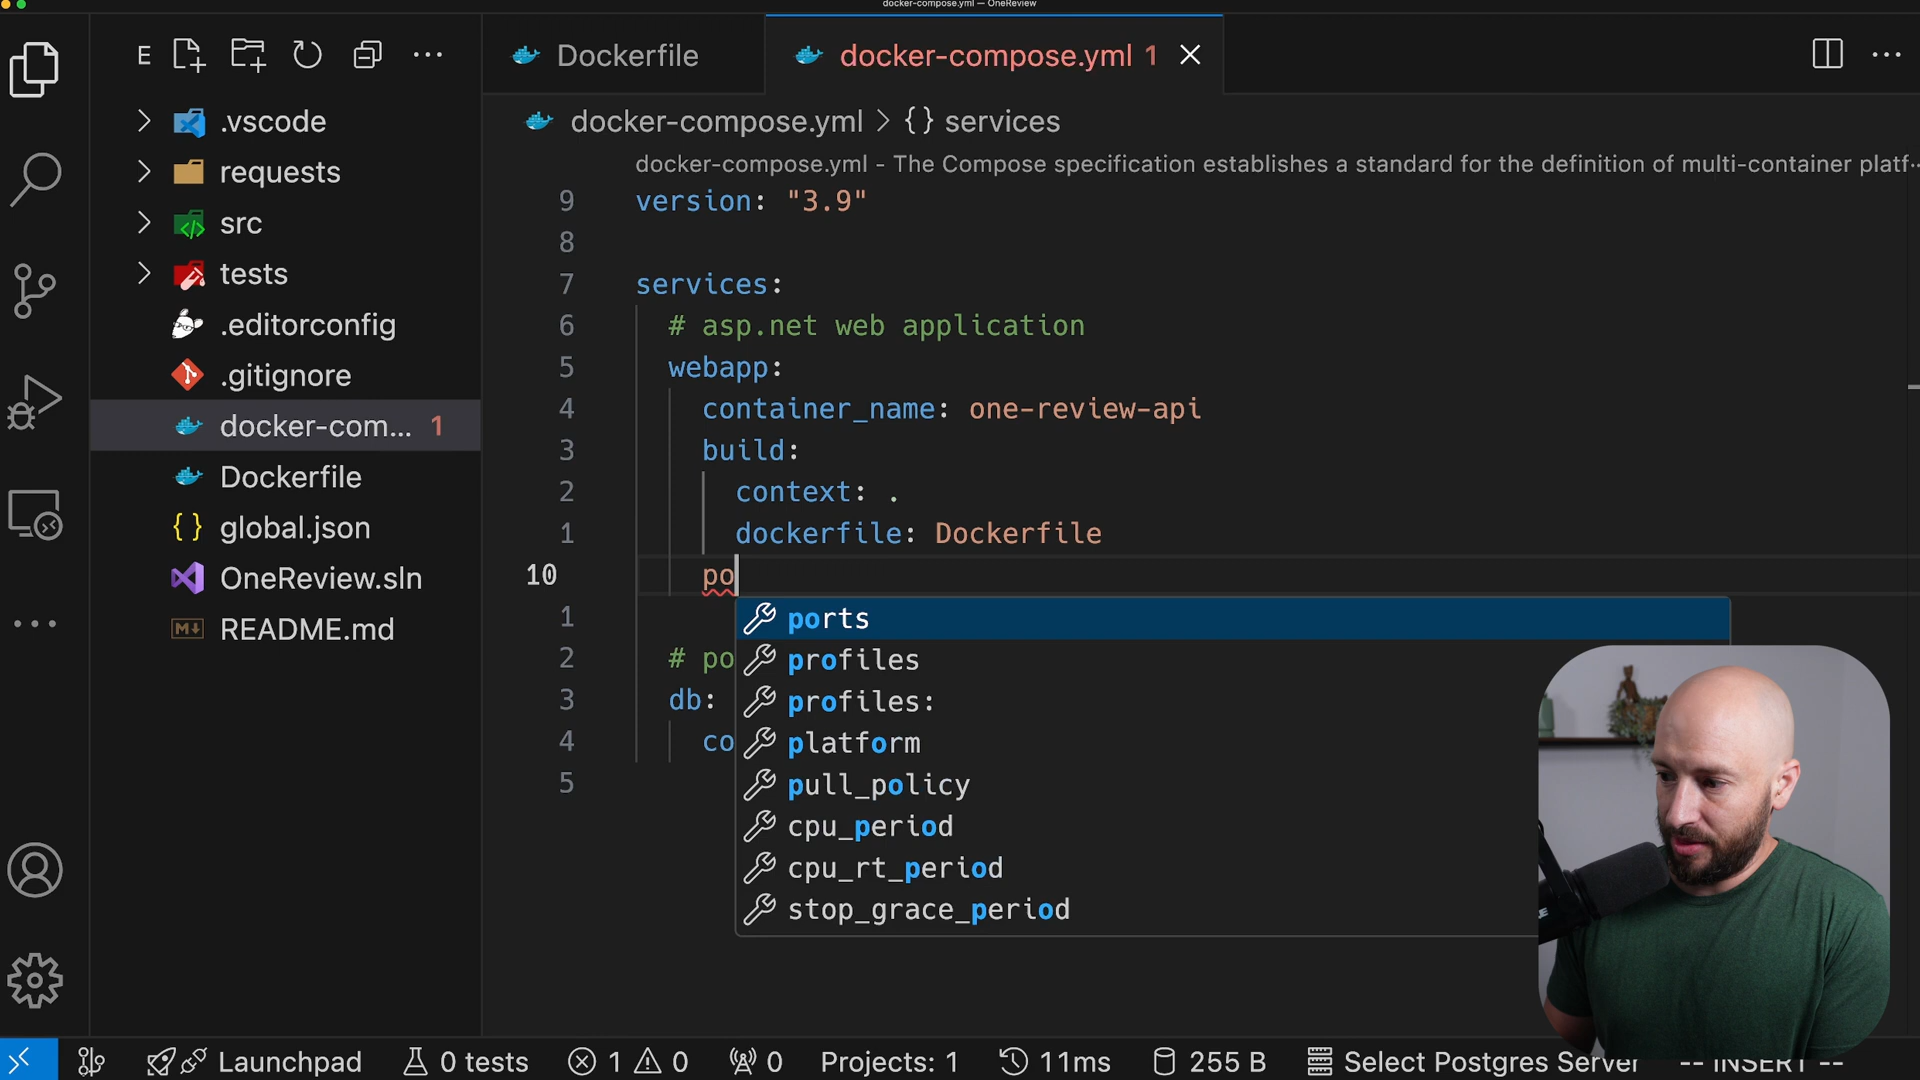 docker-compose.yml — OneReview
E
Dockerfile
docker-compose.yml 1
.vscode
requests
src
tests
.editorconfig
.gitignore
docker-com... 1
Dockerfile
global.json
OneReview.sln
README.md
docker-compose.yml > {} services
docker-compose.yml - The Compose specification establishes a standard for the definition of multi-container platf...
9 version: "3.9"
8
7 services:
6 # asp.net web application
5 webapp:
4 container_name: one-review-api
3 build:
2 context: .
1 dockerfile: Dockerfile
10 po
1
2 # po
3 db:
4 co
5
ports
profiles
profiles:
platform
pull_policy
cpu_period
cpu_rt_period
stop_grace_period
Launchpad 0 tests 1 0 0 Projects: 1 11ms 255 B Select Postgres Server -- INSERT --